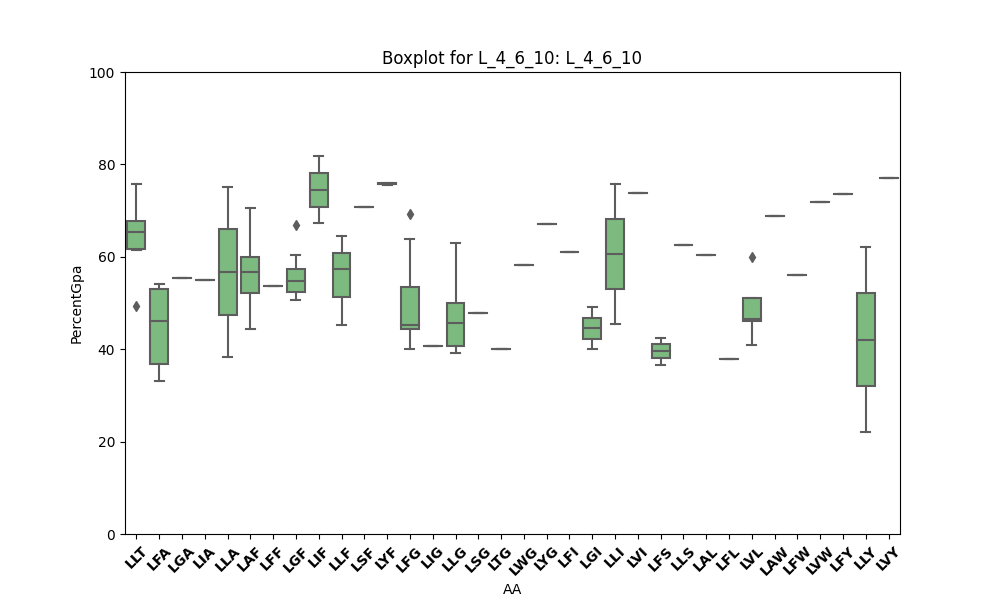 Boxplot for L_4_6_10: L_4_6_10
100
80
60
40
20
0
PercentGpa
LLT LFA LGA LIA LLA LAF LFF LGF LIF LLF LSF LYF LFG LIG LLG LSG LTG LWG LYG LFI LGI LLI LVI LFS LLS LAL LFL LVL LAW LFW LVW LFY LLY LVY
AA